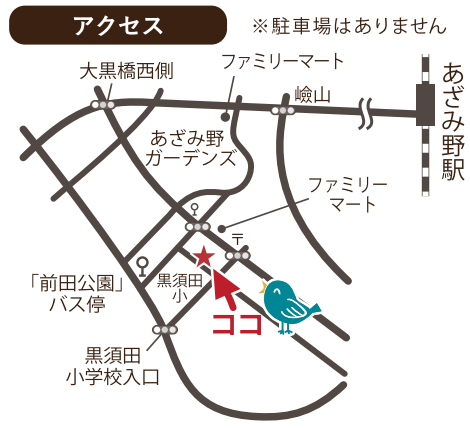 アクセス
※駐車場はありません
ファミリーマート
大黒橋西側
嶮山
あざみ野駅
あざみ野
ガーデンズ
ファミリー
マート
〒
「前田公園」
バス停
黒須田
小
ココ
黒須田
小学校入口